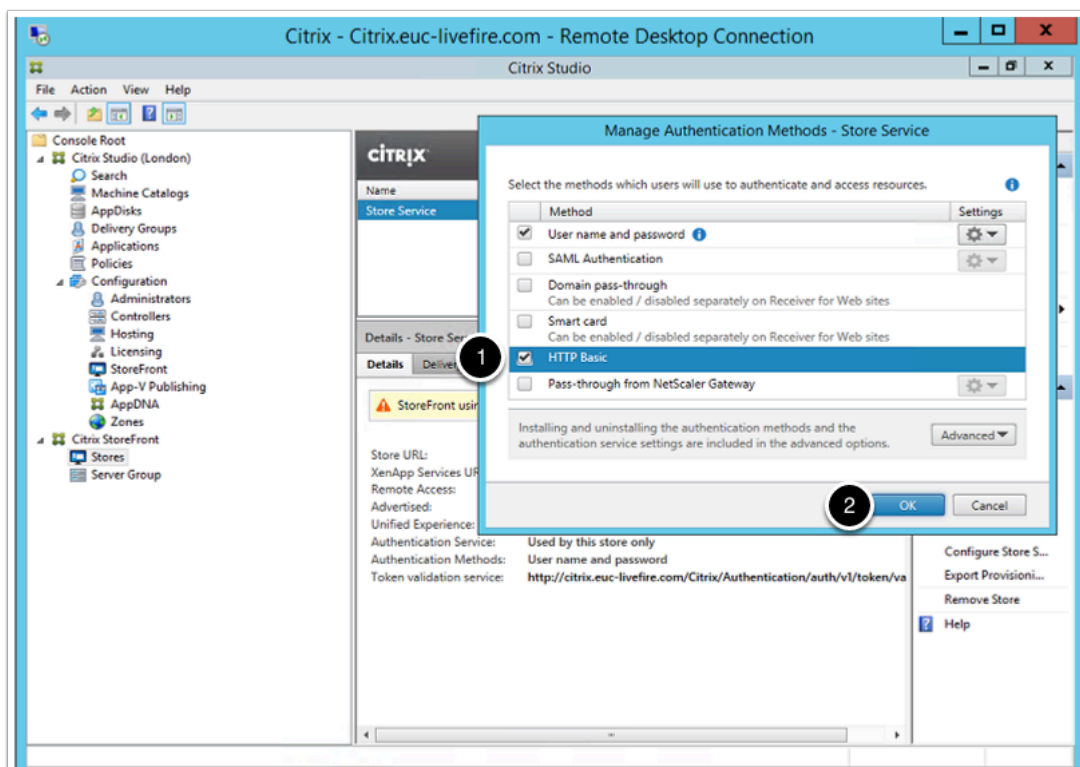 Citrix - Citrix.euc-livefire.com - Remote Desktop Connection
Citrix Studio
File Action View Help
Console Root
Citrix Studio (London)
Search
Machine Catalogs
AppDisks
Delivery Groups
Applications
Policies
Configuration
Administrators
Controllers
Hosting
Licensing
StoreFront
App-V Publishing
AppDNA
Zones
Citrix StoreFront
Stores
Server Group
CİTRIX
Name
Store Service
Details - Store Ser
Details Deliver
StoreFront usin
Store URL:
XenApp Services UR
Remote Access:
Advertised:
Unified Experience:
Authentication Service: Used by this store only
Authentication Methods: User name and password
Token validation service: http://citrix.euc-livefire.com/Citrix/Authentication/auth/v1/token/va
Manage Authentication Methods - Store Service
Select the methods which users will use to authenticate and access resources.
Method Settings
User name and password
SAML Authentication
Domain pass-through
Can be enabled / disabled separately on Receiver for Web sites
Smart card
Can be enabled / disabled separately on Receiver for Web sites
1 HTTP Basic
Pass-through from NetScaler Gateway
Installing and uninstalling the authentication methods and the
authentication service settings are included in the advanced options.
Advanced
2 OK Cancel
Configure Store S...
Export Provisioni...
Remove Store
Help